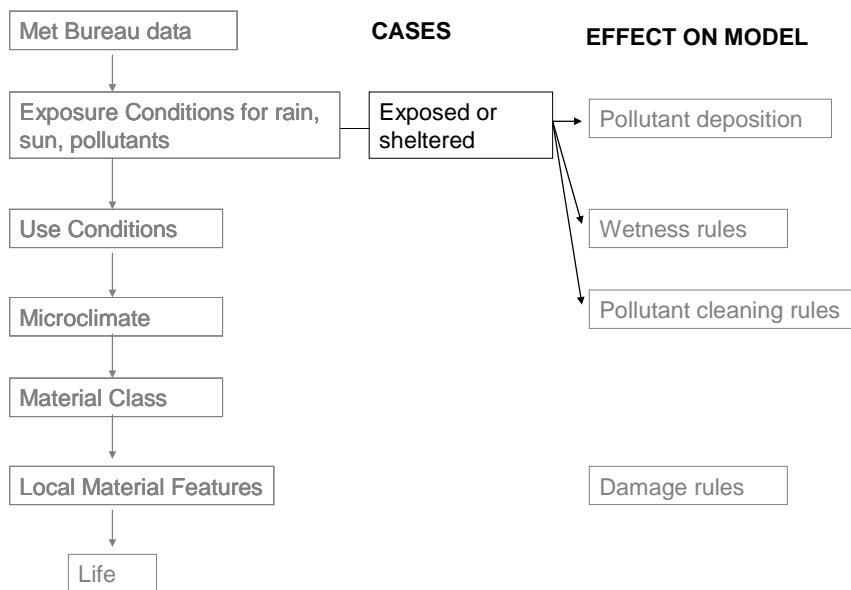 Met Bureau data
CASES
EFFECT ON MODEL
Exposure Conditions for rain,
sun, pollutants
Exposed or
sheltered
Pollutant deposition
Use Conditions
Wetness rules
Microclimate
Pollutant cleaning rules
Material Class
Local Material Features
Damage rules
Life